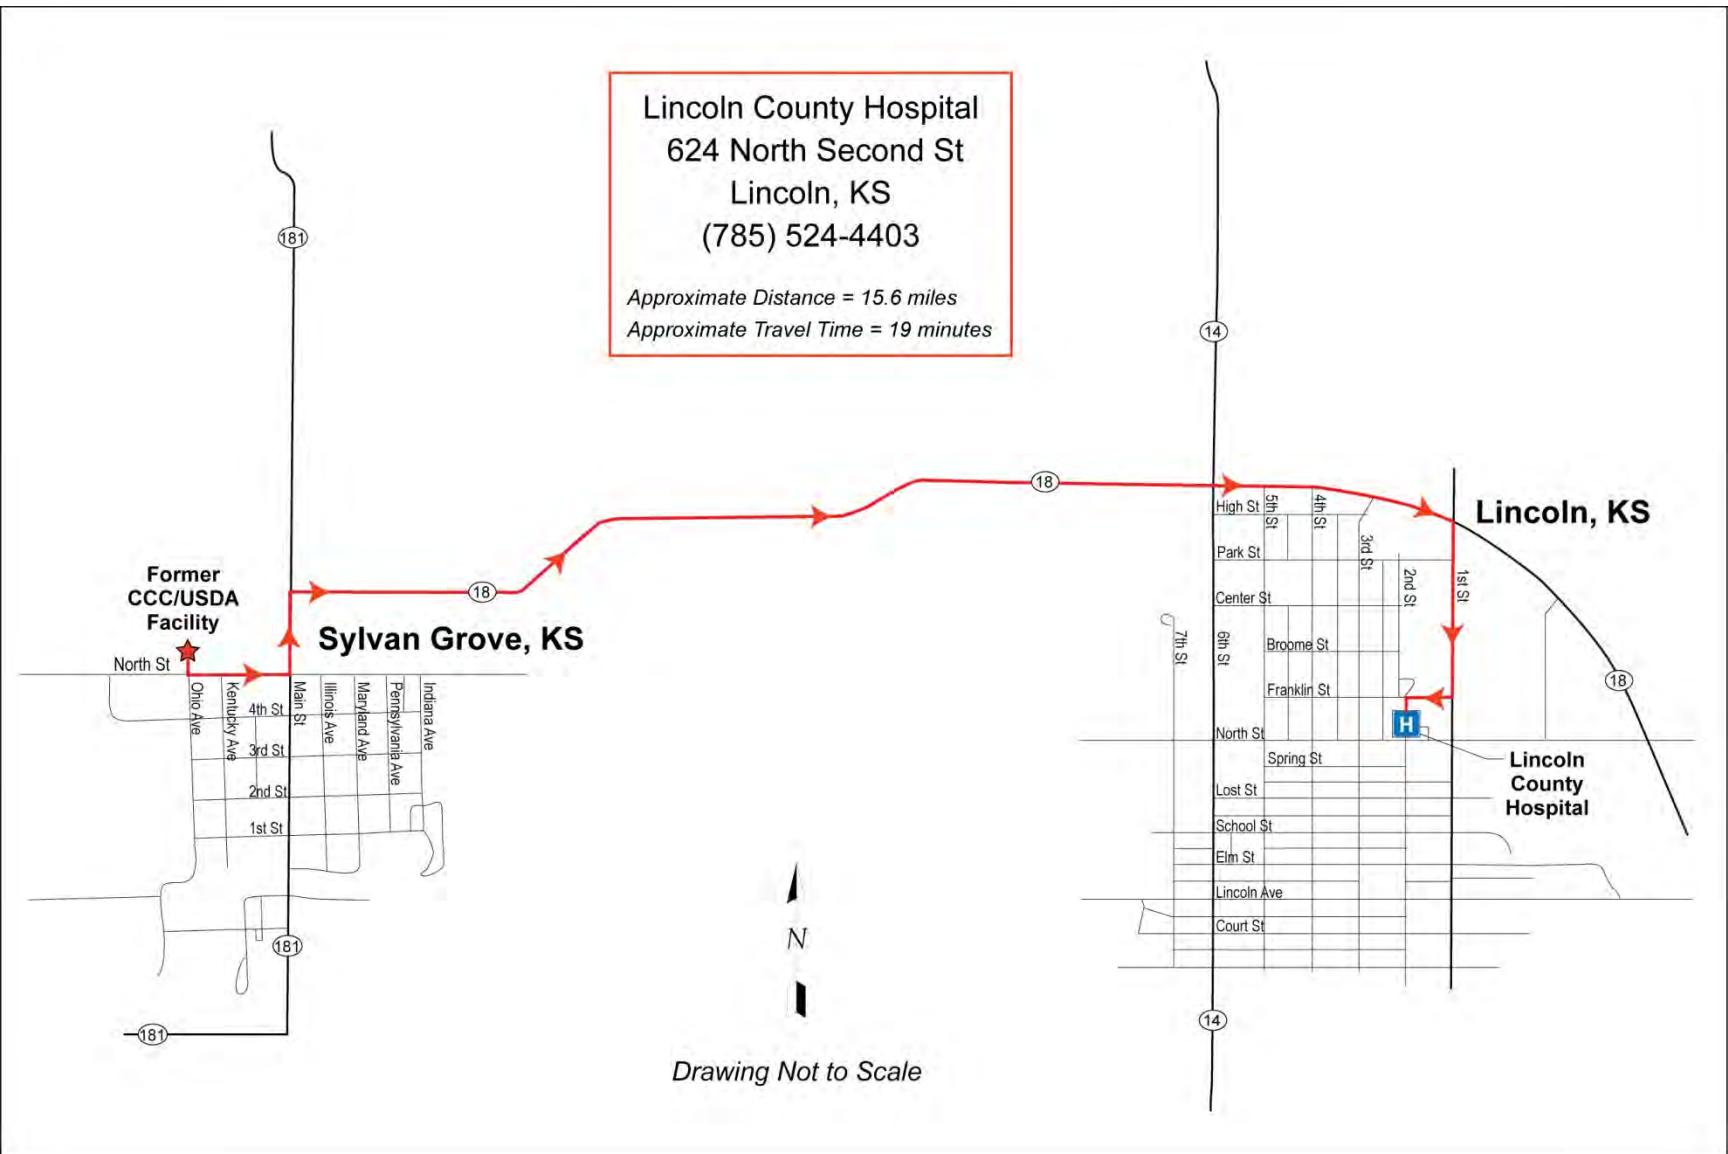 Lincoln County Hospital
624 North Second St
Lincoln, KS
(785) 524-4403
Approximate Distance = 15.6 miles
Approximate Travel Time = 19 minutes
181
14
18
18
18
181
181
14
Former
CCC/USDA
Facility
Sylvan Grove, KS
North St
Ohio Ave
Kentucky Ave
Main St
Illinois Ave
Maryland Ave
Pennsylvania Ave
Indiana Ave
4th St
3rd St
2nd St
1st St
Lincoln, KS
High St
Park St
Center St
Broome St
Franklin St
North St
Spring St
Lost St
School St
Elm St
Lincoln Ave
Court St
7th St
6th St
5th St
4th St
3rd St
2nd St
1st St
H
Lincoln
County
Hospital
N
Drawing Not to Scale